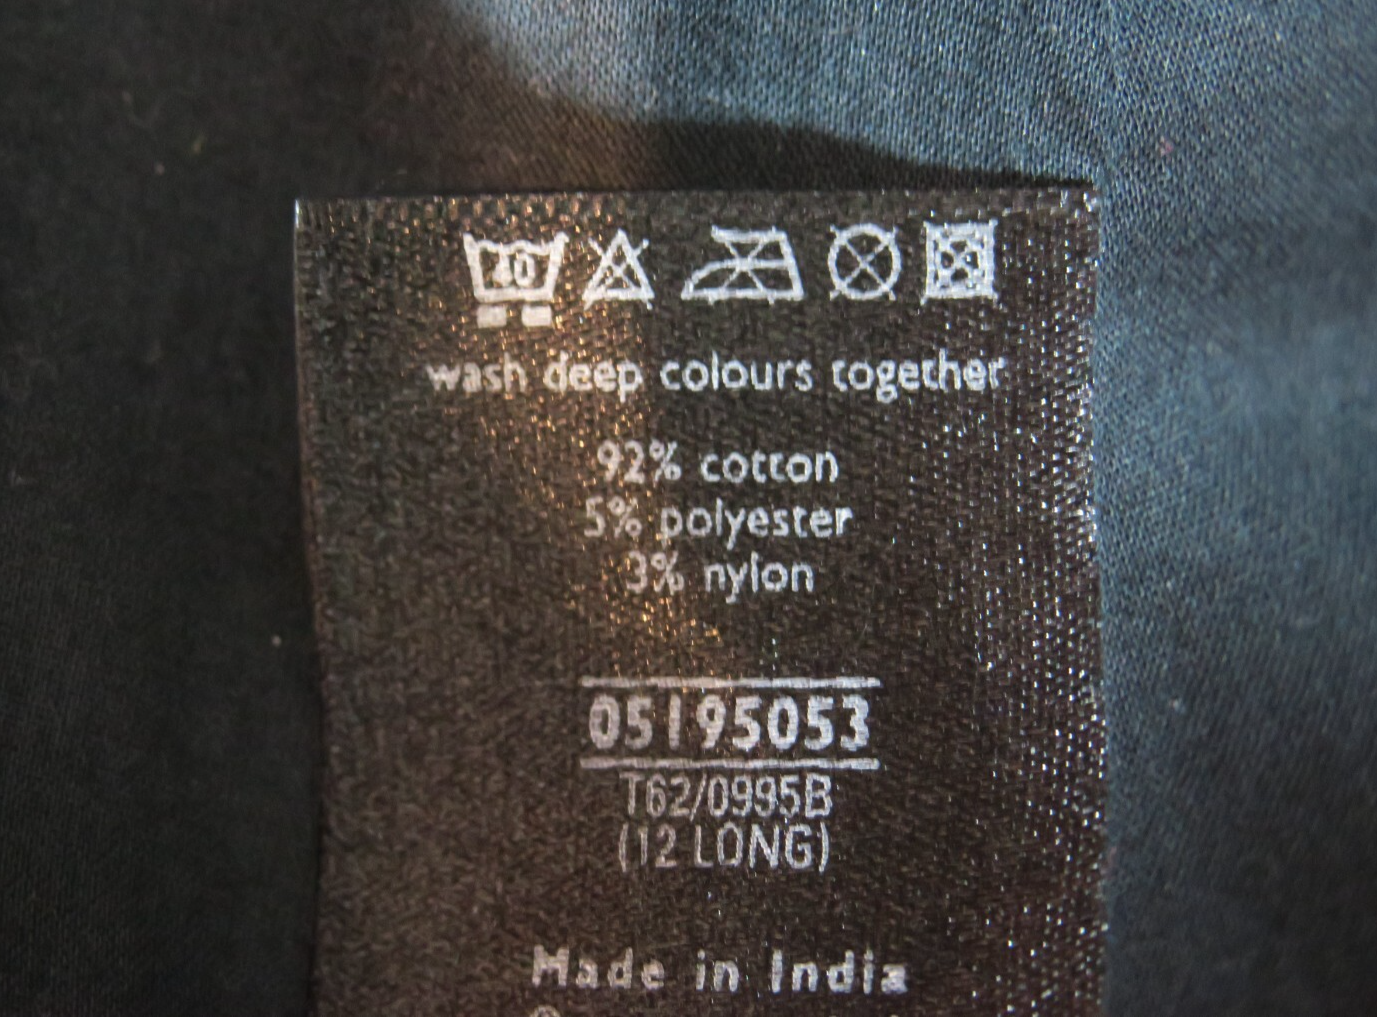 40
wash deep colours together
92% cotton
5% polyester
3% nylon
05195053
T62/0995B
(12 LONG)
Made in India